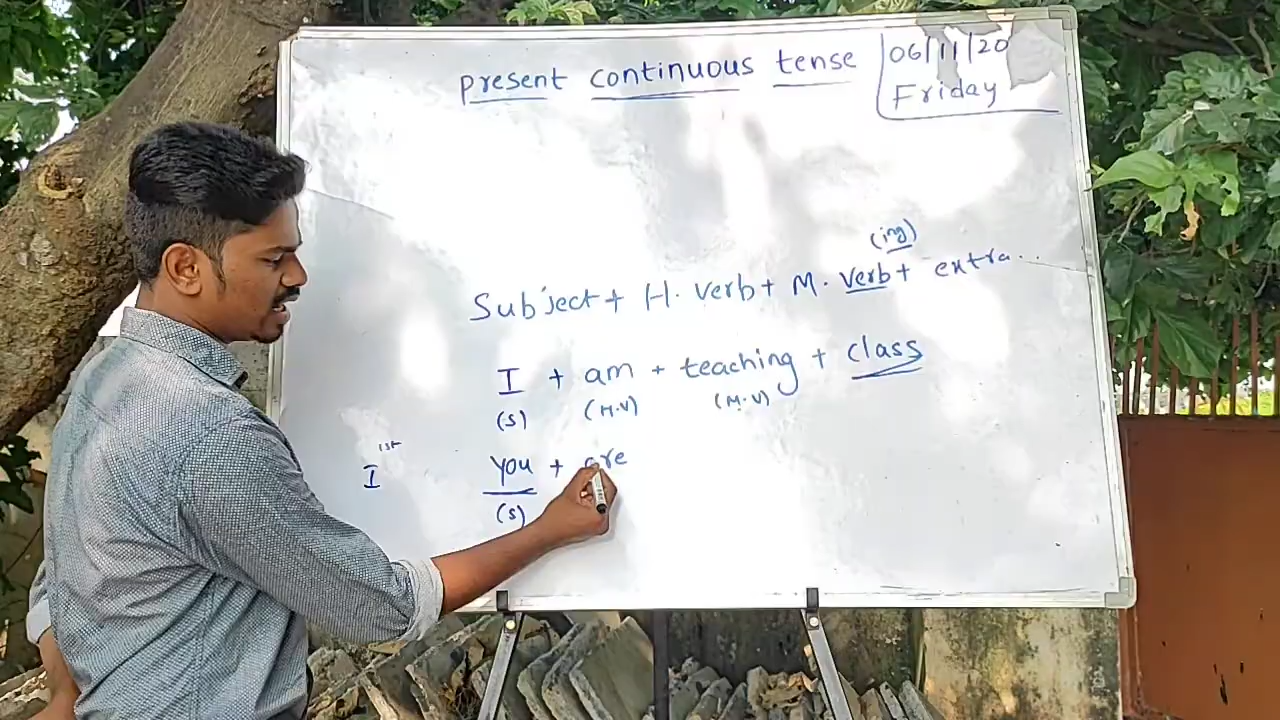 present continuous tense
06/11/20
Friday
(ing)
Subject + H. verb + M. verb + extra...
I + am + teaching + class
(S) (H.V) (M.V)
I 1st
you + are
(S)